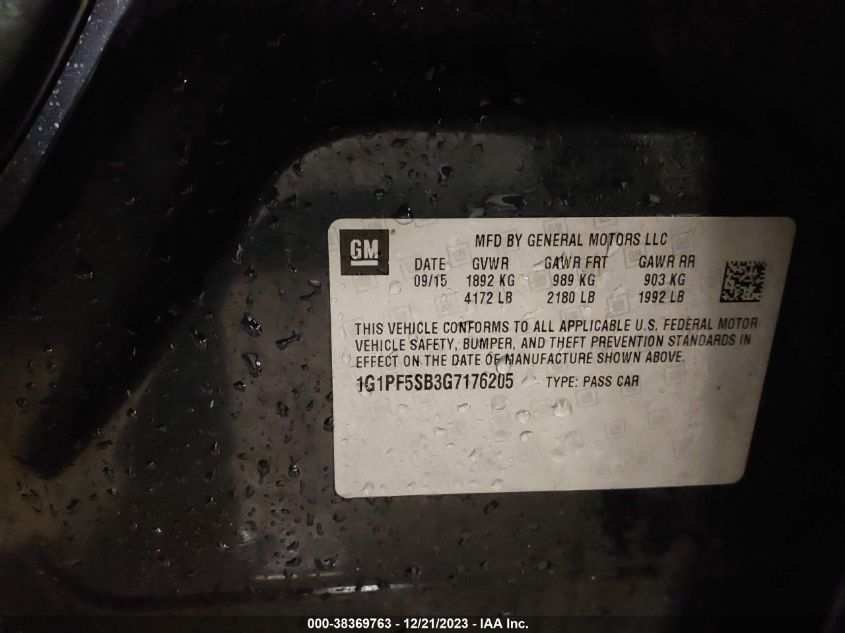 GM
MFD BY GENERAL MOTORS LLC
DATE GVWR GAWR FRT GAWR RR
09/15 1892 KG 989 KG 903 KG
4172 LB 2180 LB 1992 LB
THIS VEHICLE CONFORMS TO ALL APPLICABLE U.S. FEDERAL MOTOR
VEHICLE SAFETY, BUMPER, AND THEFT PREVENTION STANDARDS IN
EFFECT ON THE DATE OF MANUFACTURE SHOWN ABOVE.
1G1PF5SB3G7176205 TYPE: PASS CAR
000-38369763 - 12/21/2023 - IAA Inc.